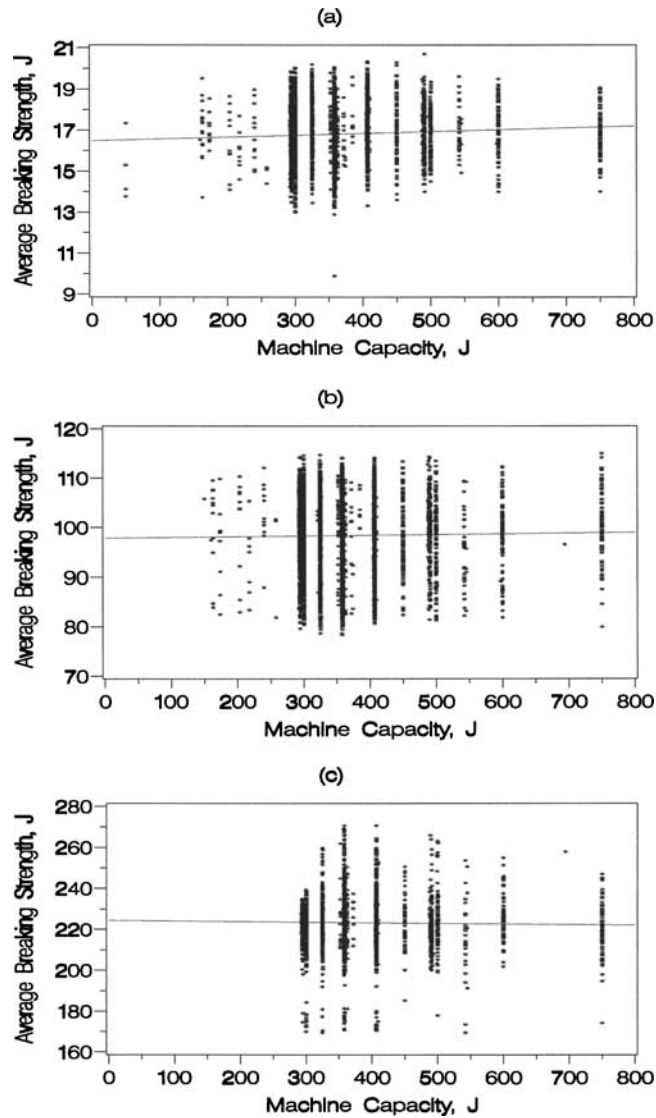 (a)
Average Breaking Strength, J
21
19
17
15
13
11
9
0 100 200 300 400 500 600 700 800
Machine Capacity, J
(b)
Average Breaking Strength, J
120
110
100
90
80
70
0 100 200 300 400 500 600 700 800
Machine Capacity, J
(c)
Average Breaking Strength, J
280
260
240
220
200
180
160
0 100 200 300 400 500 600 700 800
Machine Capacity, J